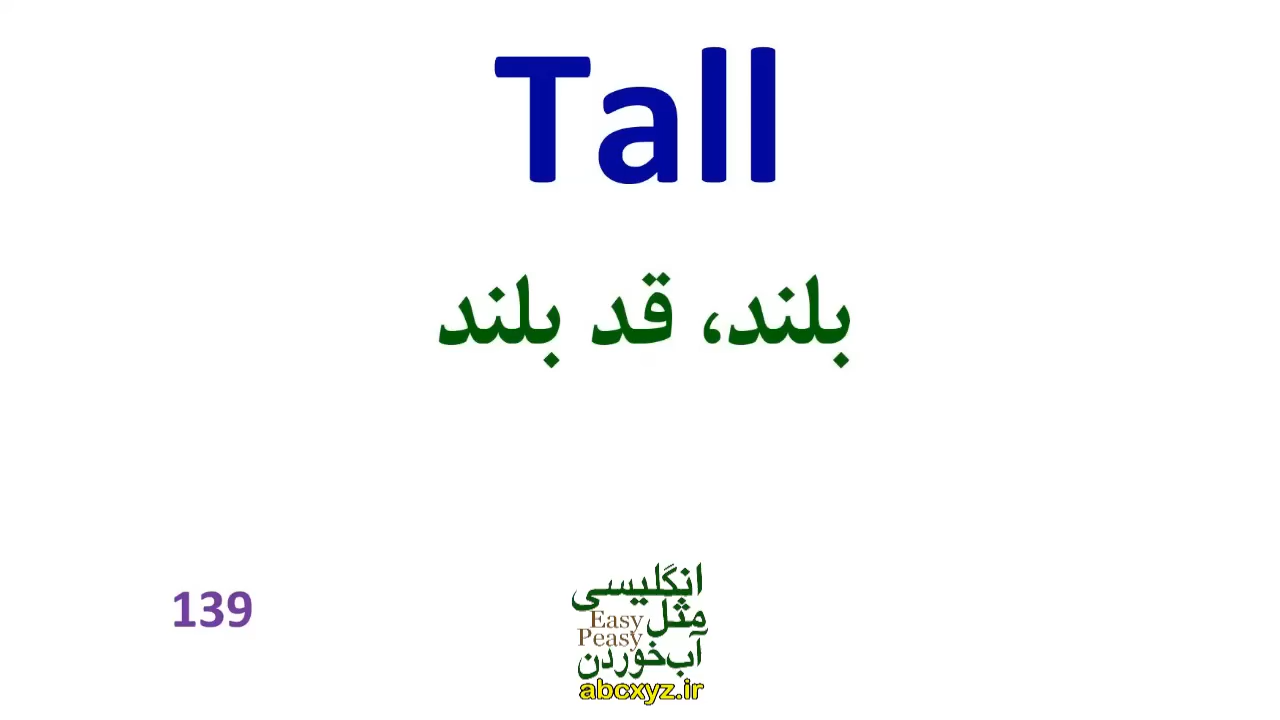 Tall
بلند، قد بلند
139
انگلیسی
مثل
Easy
Peasy
آب‌خوردن
abcxyz.ir